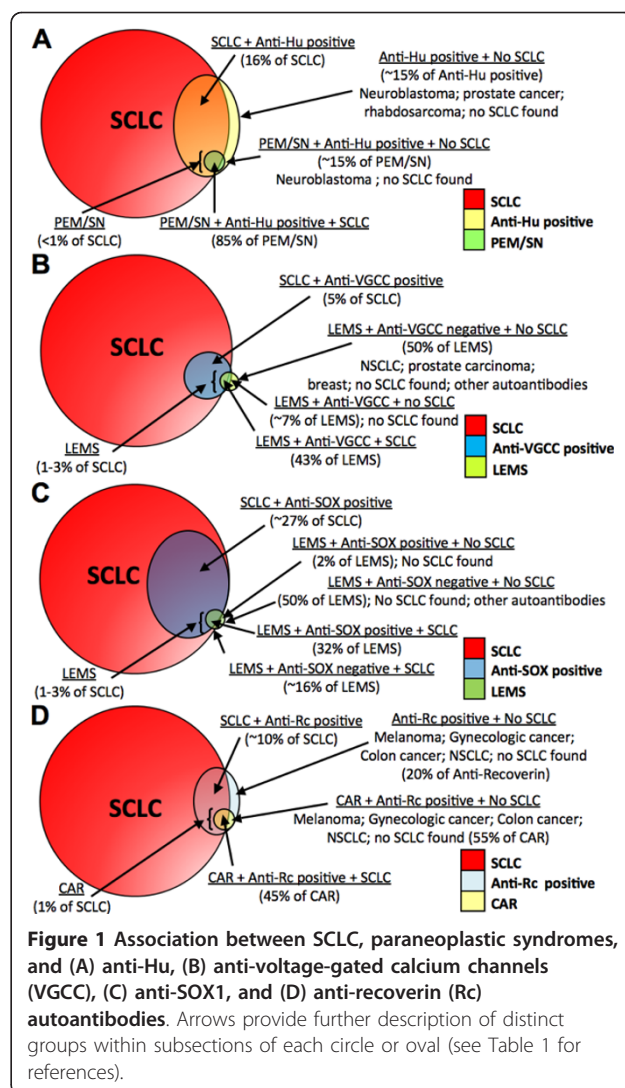 A
SCLC + Anti-Hu positive
(16% of SCLC)
Anti-Hu positive + No SCLC
(~15% of Anti-Hu positive)
Neuroblastoma; prostate cancer;
rhabdosarcoma; no SCLC found
SCLC
PEM/SN + Anti-Hu positive + No SCLC
(~15% of PEM/SN)
Neuroblastoma ; no SCLC found
PEM/SN
(<1% of SCLC)
PEM/SN + Anti-Hu positive + SCLC
(85% of PEM/SN)
SCLC
Anti-Hu positive
PEM/SN
B
SCLC + Anti-VGCC positive
(5% of SCLC)
SCLC
LEMS + Anti-VGCC negative + No SCLC
(50% of LEMS)
NSCLC; prostate carcinoma;
breast; no SCLC found; other autoantibodies
LEMS + Anti-VGCC + no SCLC
(~7% of LEMS); no SCLC found
LEMS
(1-3% of SCLC)
LEMS + Anti-VGCC + SCLC
(43% of LEMS)
SCLC
Anti-VGCC positive
LEMS
C
SCLC + Anti-SOX positive
(~27% of SCLC)
LEMS + Anti-SOX positive + No SCLC
(2% of LEMS); No SCLC found
SCLC
LEMS + Anti-SOX negative + No SCLC
(50% of LEMS); No SCLC found; other autoantibodies
LEMS + Anti-SOX positive + SCLC
(32% of LEMS)
LEMS
(1-3% of SCLC)
LEMS + Anti-SOX negative + SCLC
(~16% of LEMS)
SCLC
Anti-SOX positive
LEMS
D
SCLC + Anti-Rc positive
(~10% of SCLC)
Anti-Rc positive + No SCLC
Melanoma; Gynecologic cancer;
Colon cancer; NSCLC; no SCLC found
(20% of Anti-Recoverin)
SCLC
CAR + Anti-Rc positive + No SCLC
Melanoma; Gynecologic cancer; Colon cancer;
NSCLC; no SCLC found (55% of CAR)
CAR
(1% of SCLC)
CAR + Anti-Rc positive + SCLC
(45% of CAR)
SCLC
Anti-Rc positive
CAR
Figure 1 Association between SCLC, paraneoplastic syndromes,
and (A) anti-Hu, (B) anti-voltage-gated calcium channels
(VGCC), (C) anti-SOX1, and (D) anti-recoverin (Rc)
autoantibodies. Arrows provide further description of distinct
groups within subsections of each circle or oval (see Table 1 for
references).